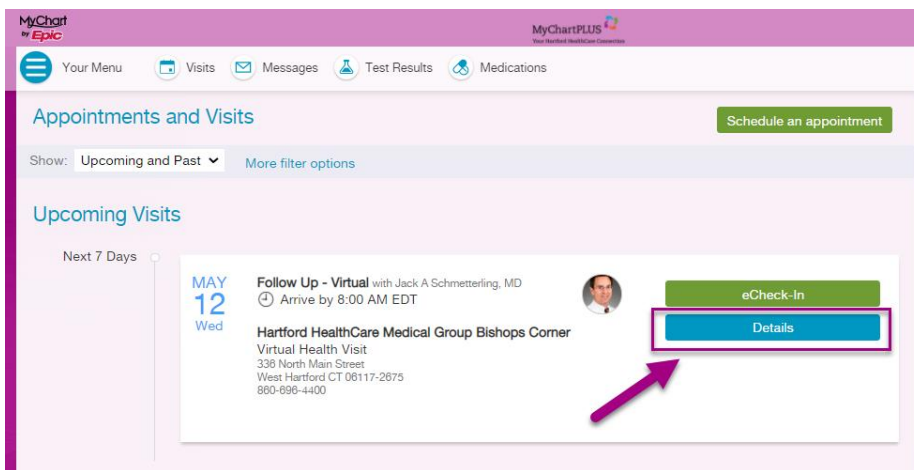 MyChart
by Epic
MyChartPLUS
Your Hartford HealthCare Connection
Your Menu Visits Messages Test Results Medications
Appointments and Visits
Schedule an appointment
Show: Upcoming and Past More filter options
Upcoming Visits
Next 7 Days
MAY
12
Wed
Follow Up - Virtual with Jack A Schmetterling, MD
Arrive by 8:00 AM EDT
Hartford HealthCare Medical Group Bishops Corner
Virtual Health Visit
336 North Main Street
West Hartford CT 06117-2675
860-696-4400
eCheck-In
Details